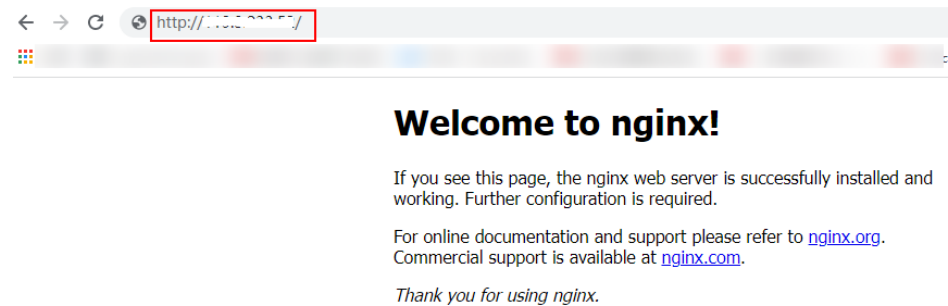 http://
Welcome to nginx!
If you see this page, the nginx web server is successfully installed and
working. Further configuration is required.
For online documentation and support please refer to nginx.org.
Commercial support is available at nginx.com.
Thank you for using nginx.